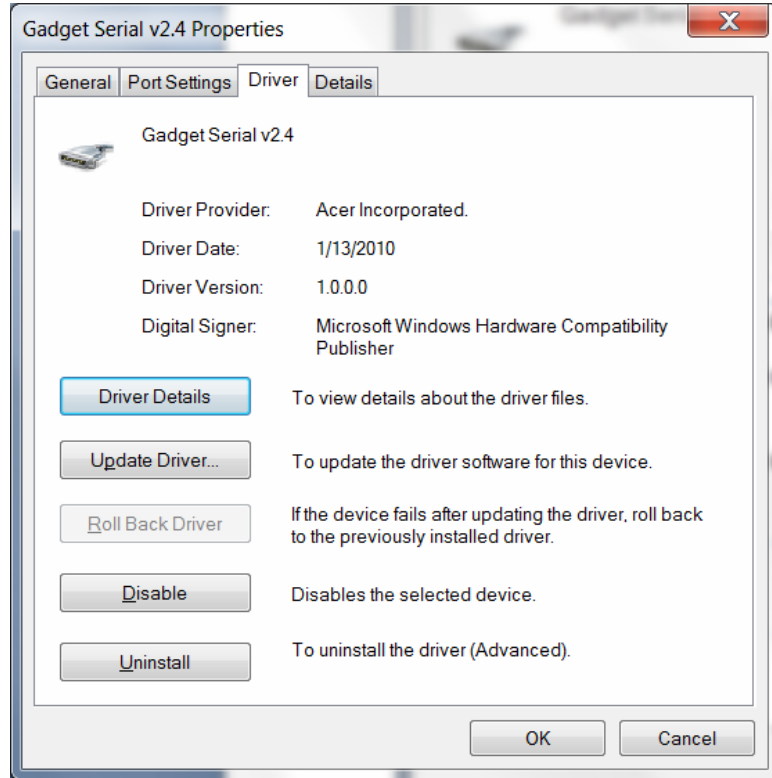 Gadget Serial v2.4 Properties
General Port Settings Driver Details
Gadget Serial v2.4
Driver Provider: Acer Incorporated.
Driver Date: 1/13/2010
Driver Version: 1.0.0.0
Digital Signer: Microsoft Windows Hardware Compatibility
Publisher
Driver Details To view details about the driver files.
Update Driver... To update the driver software for this device.
Roll Back Driver If the device fails after updating the driver, roll back
to the previously installed driver.
Disable Disables the selected device.
Uninstall To uninstall the driver (Advanced).
OK Cancel